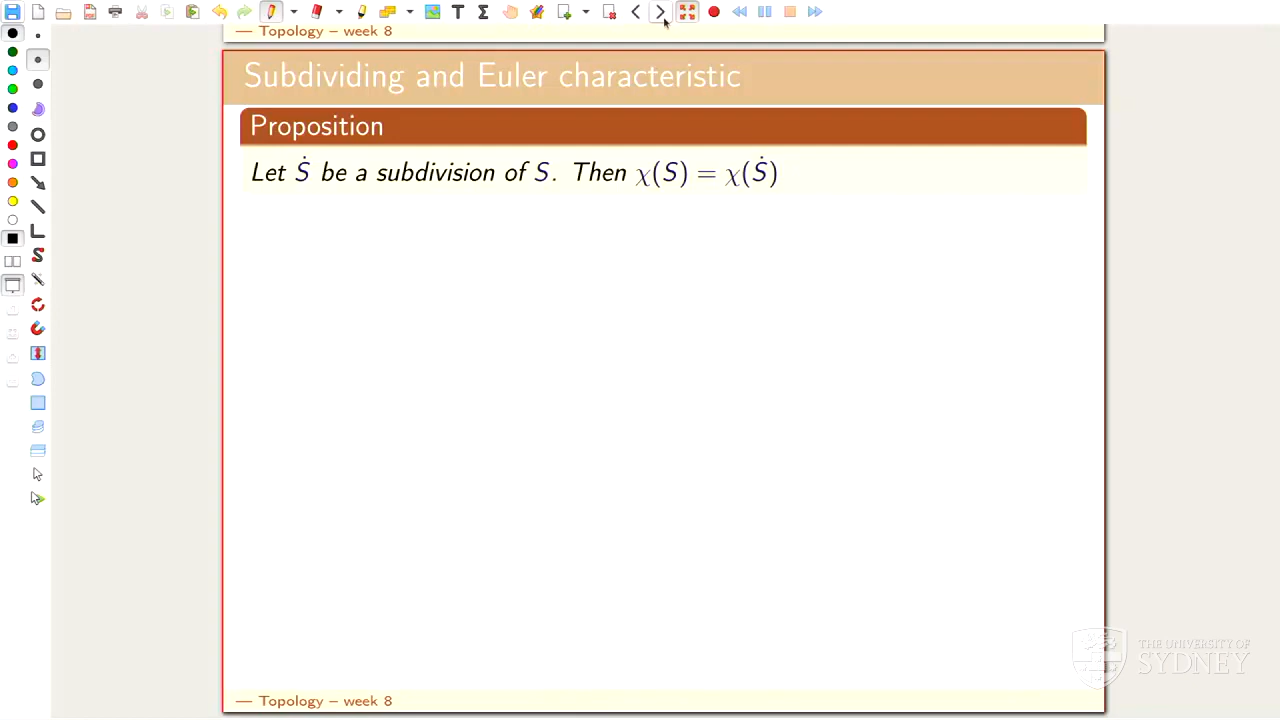 — Topology – week 8
Subdividing and Euler characteristic
Proposition
Let Ṡ be a subdivision of S. Then χ(S) = χ(Ṡ)
THE UNIVERSITY OF
SYDNEY
— Topology – week 8